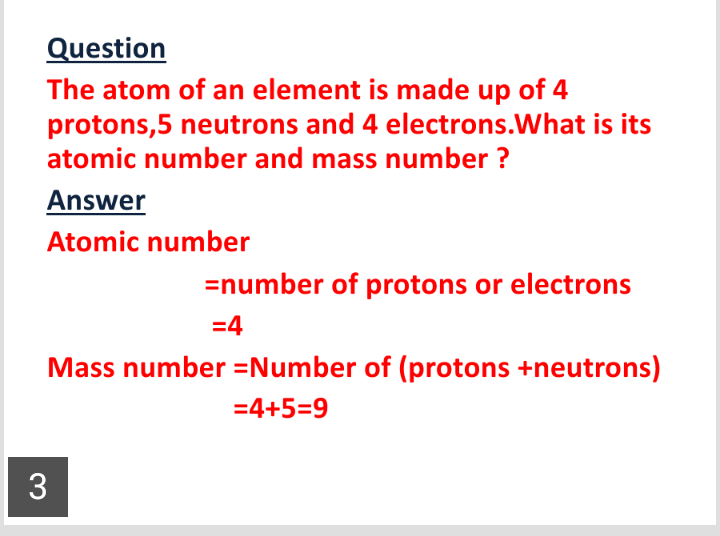 Question
The atom of an element is made up of 4
protons,5 neutrons and 4 electrons.What is its
atomic number and mass number ?
Answer
Atomic number
=number of protons or electrons
=4
Mass number =Number of (protons +neutrons)
=4+5=9
3